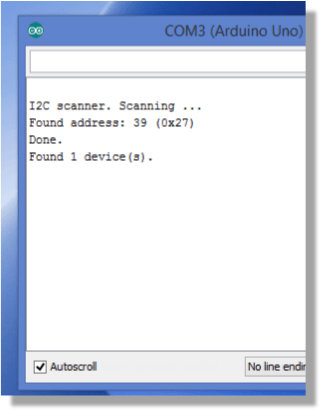 COM3 (Arduino Uno)
I2C scanner. Scanning ...
Found address: 39 (0x27)
Done.
Found 1 device(s).
Autoscroll
No line endin